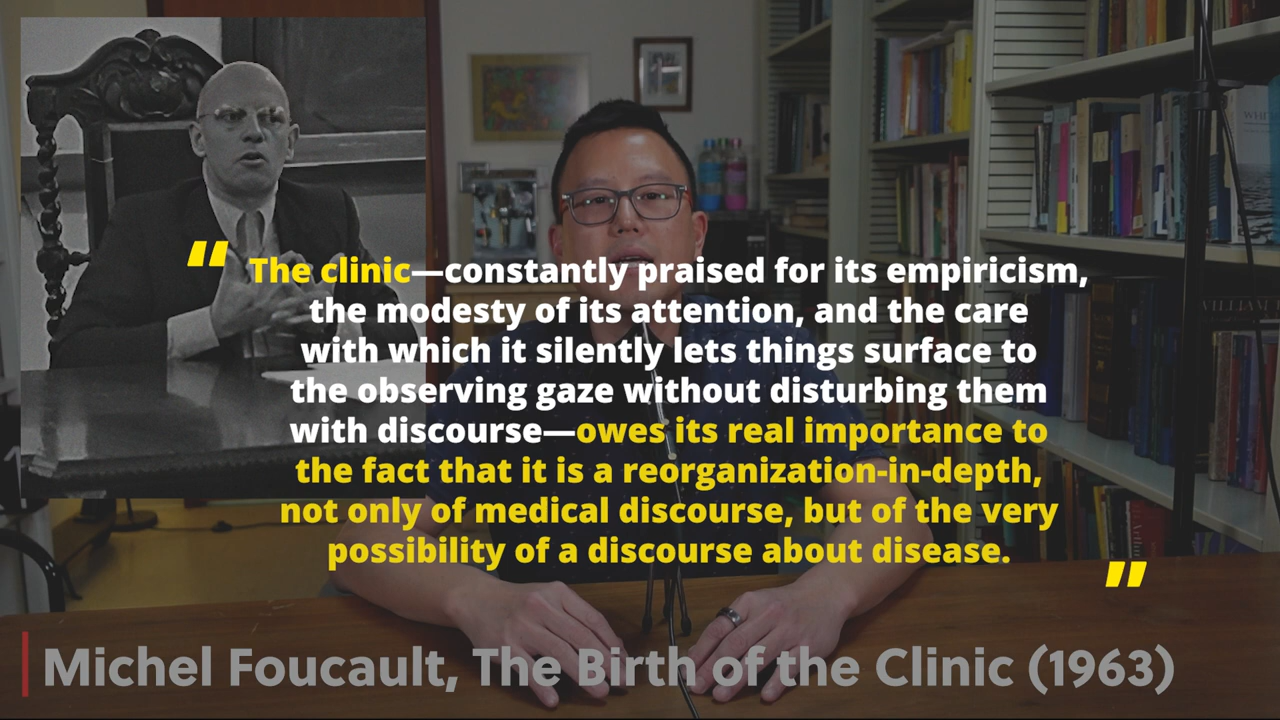 “ The clinic—constantly praised for its empiricism,
the modesty of its attention, and the care
with which it silently lets things surface to
the observing gaze without disturbing them
with discourse—owes its real importance to
the fact that it is a reorganization-in-depth,
not only of medical discourse, but of the very
possibility of a discourse about disease.
”
Michel Foucault, The Birth of the Clinic (1963)